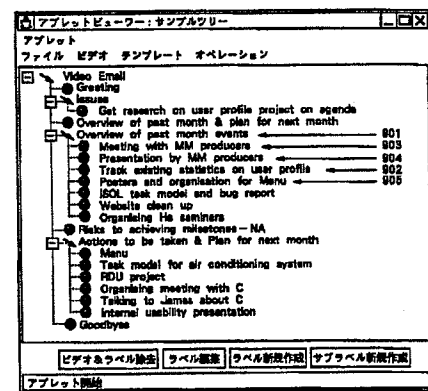 アプレットビューワー：サンプルツリー
アプレット
ファイル ビデオ テンプレート オペレーション
Video Email
Greeting
Issues
Get research on user profile project on agenda
Overview of past month & plan for next month
Overview of past month events 901
Meeting with MM producers 903
Presentation by MM producers 904
Track existing statistics on user profile 902
Posters and organisation for Menu 905
ISOL task model and bug report
Website clean up
Organising He seminars
Risks to achieving milestones-NA
Actions to be taken & Plan for next month
Menu
Task model for air conditioning system
RDU project
Organising meeting with C
Talking to James about C
Internal usability presentation
Goodbyes
ビデオ&ラベル除去 ラベル編集 ラベル新規作成 サブラベル新規作成
アプレット開始